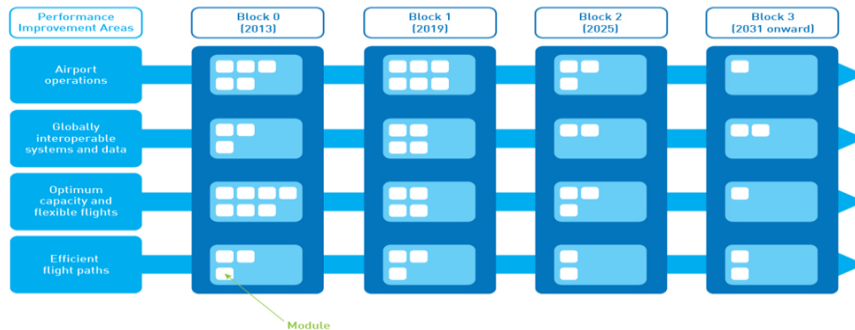 Performance
Improvement Areas
Block 0
(2013)
Block 1
(2019)
Block 2
(2025)
Block 3
(2031 onward)
Airport
operations
Globally
interoperable
systems and data
Optimum
capacity and
flexible flights
Efficient
flight paths
Module